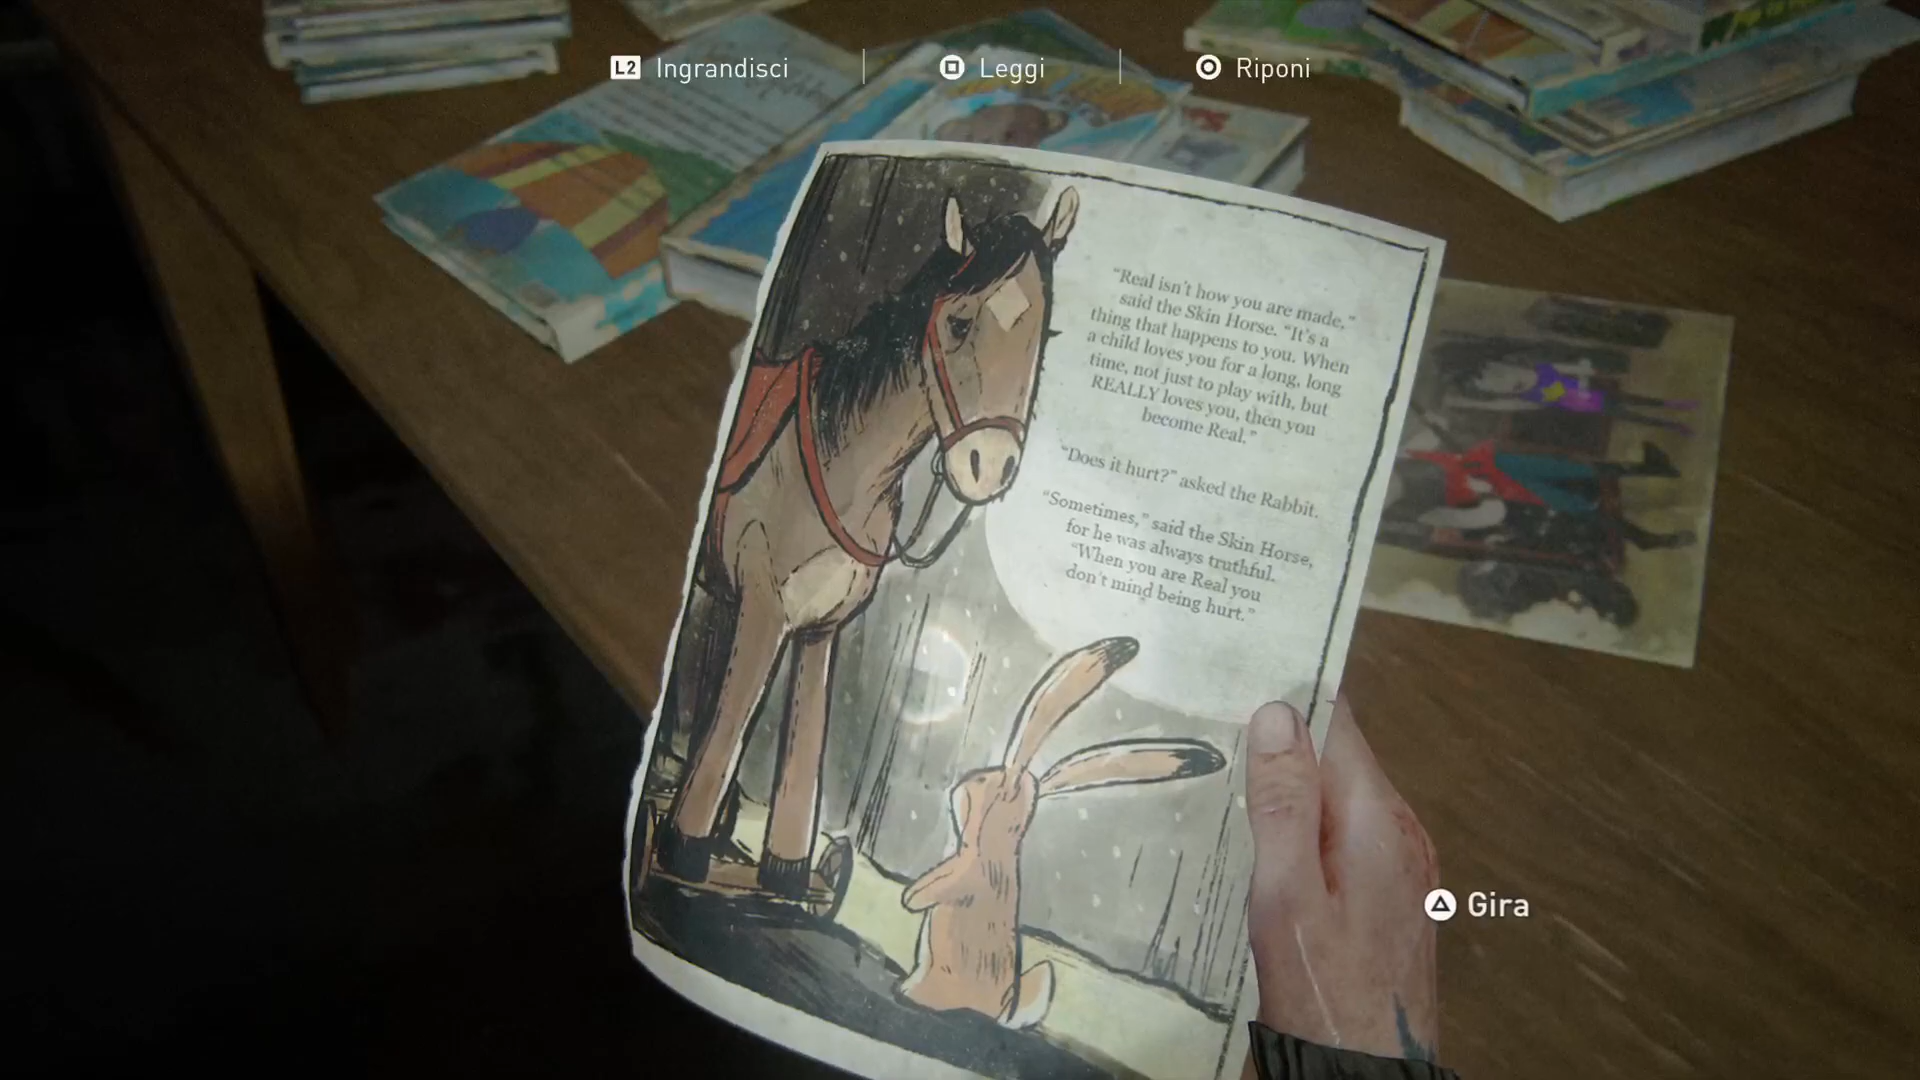 L2 Ingrandisci
Leggi
Riponi
“Real isn’t how you are made,”
said the Skin Horse. “It’s a
thing that happens to you. When
a child loves you for a long, long
time, not just to play with, but
REALLY loves you, then you
become Real.”
“Does it hurt?” asked the Rabbit.
“Sometimes,” said the Skin Horse,
for he was always truthful.
“When you are Real you
don’t mind being hurt.”
Gira